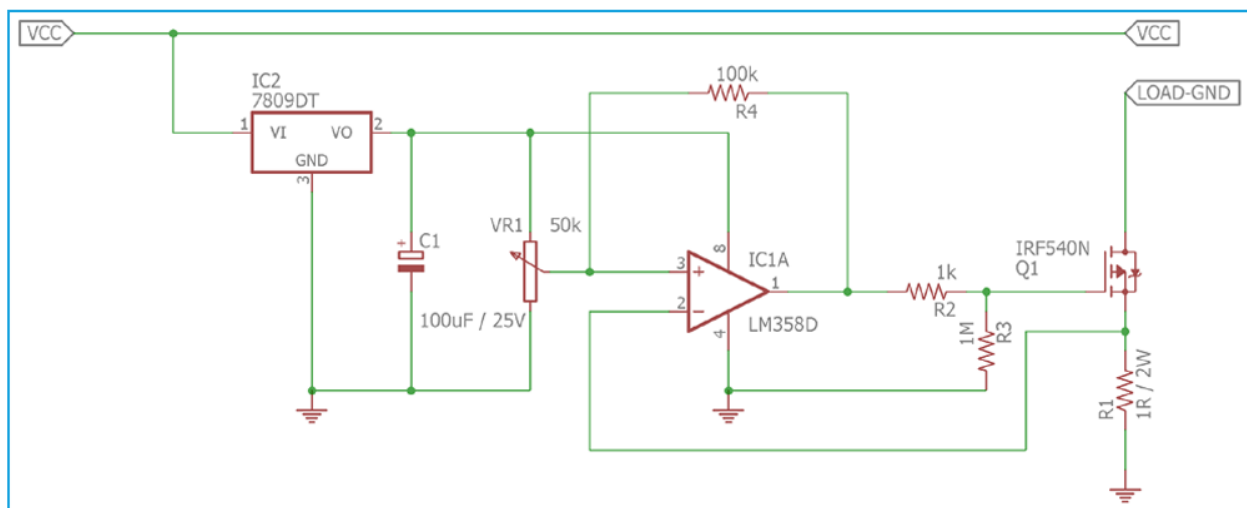 VCC
VCC
IC2
7809DT
1
VI
VO
2
GND
3
100k
R4
LOAD-GND
VR1
50k
+
C1
100uF / 25V
8
3
+
IC1A
1
2
−
4
LM358D
1k
R2
1M
R3
IRF540N
Q1
R1
1R / 2W